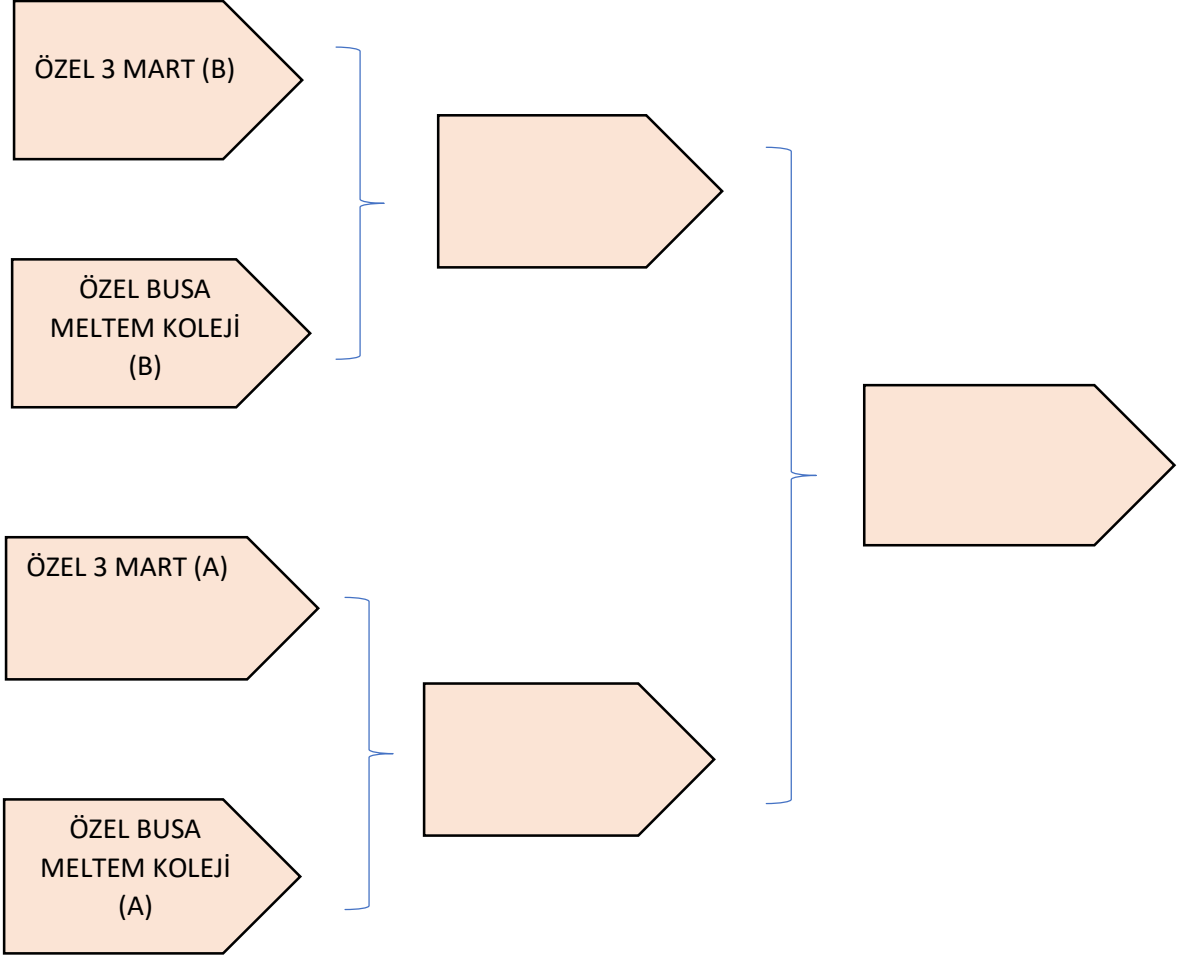 ÖZEL 3 MART (B)
ÖZEL BUSA
MELTEM KOLEJİ
(B)
ÖZEL 3 MART (A)
ÖZEL BUSA
MELTEM KOLEJİ
(A)